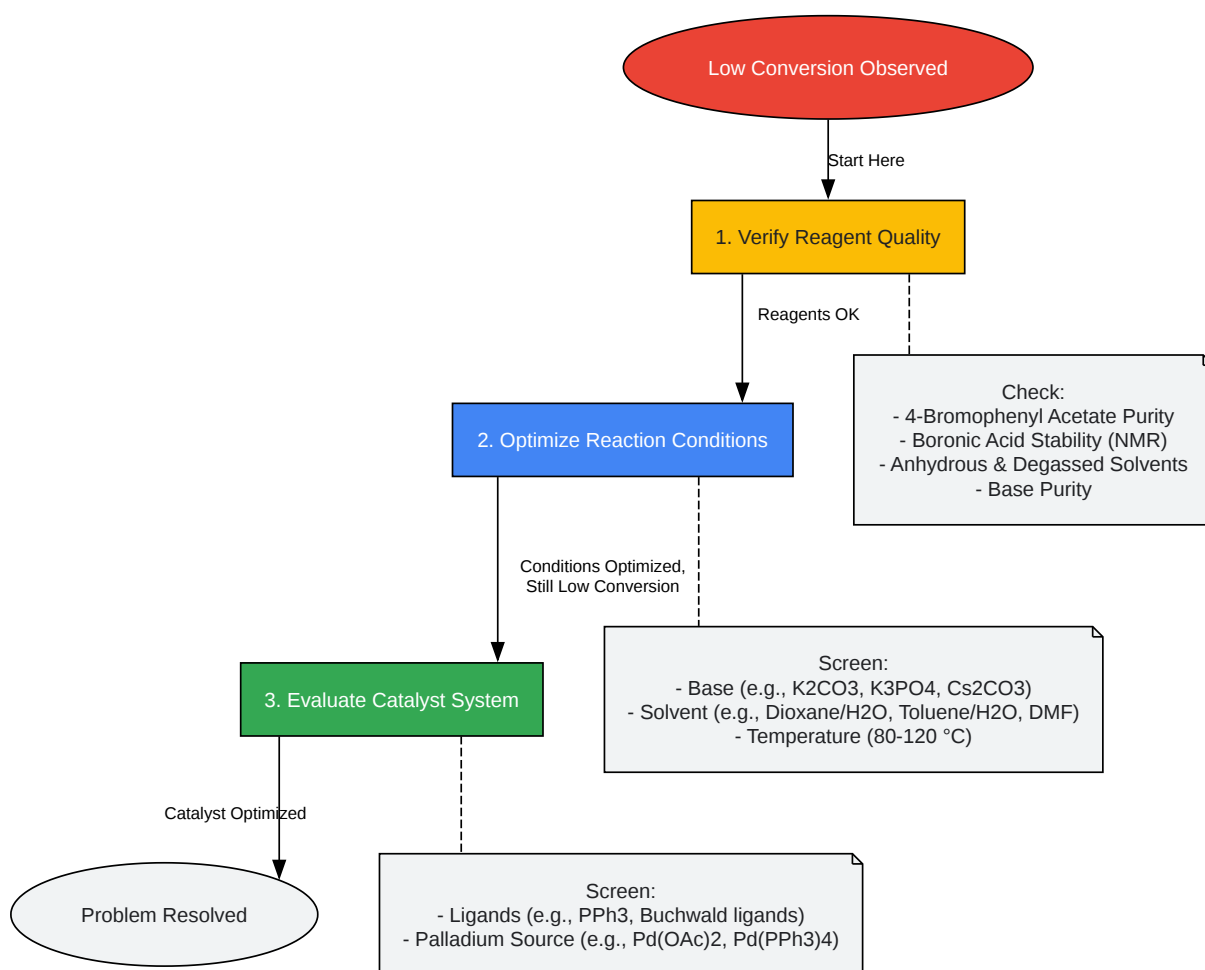 Low Conversion Observed
Start Here
1. Verify Reagent Quality
Reagents OK
Check:
- 4-Bromophenyl Acetate Purity
- Boronic Acid Stability (NMR)
- Anhydrous & Degassed Solvents
- Base Purity
2. Optimize Reaction Conditions
Conditions Optimized,
Still Low Conversion
Screen:
- Base (e.g., K2CO3, K3PO4, Cs2CO3)
- Solvent (e.g., Dioxane/H2O, Toluene/H2O, DMF)
- Temperature (80-120 °C)
3. Evaluate Catalyst System
Catalyst Optimized
Screen:
- Ligands (e.g., PPh3, Buchwald ligands)
- Palladium Source (e.g., Pd(OAc)2, Pd(PPh3)4)
Problem Resolved